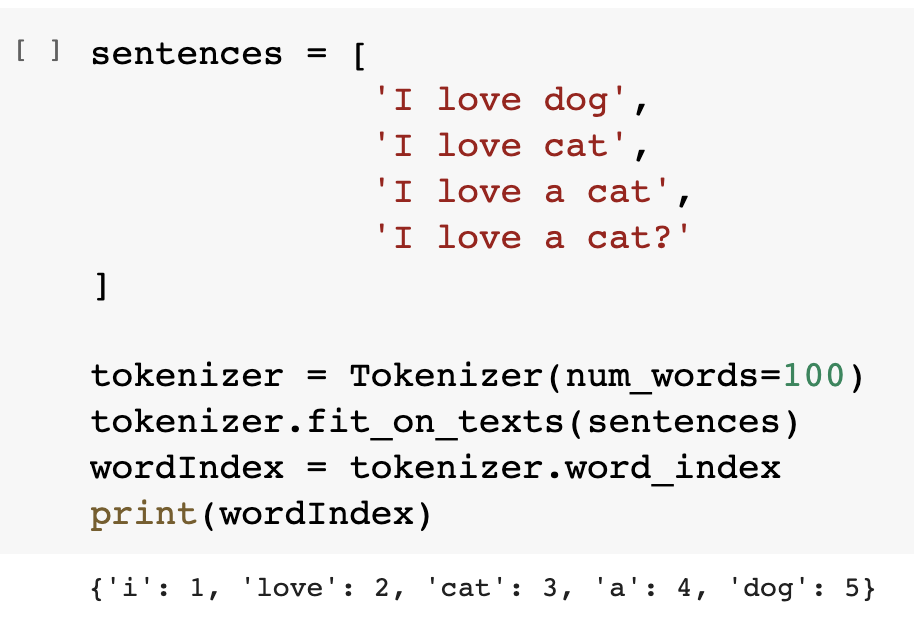 [ ] sentences = [
'I love dog',
'I love cat',
'I love a cat',
'I love a cat?'
]
tokenizer = Tokenizer(num_words=100)
tokenizer.fit_on_texts(sentences)
wordIndex = tokenizer.word_index
print(wordIndex)
{'i': 1, 'love': 2, 'cat': 3, 'a': 4, 'dog': 5}